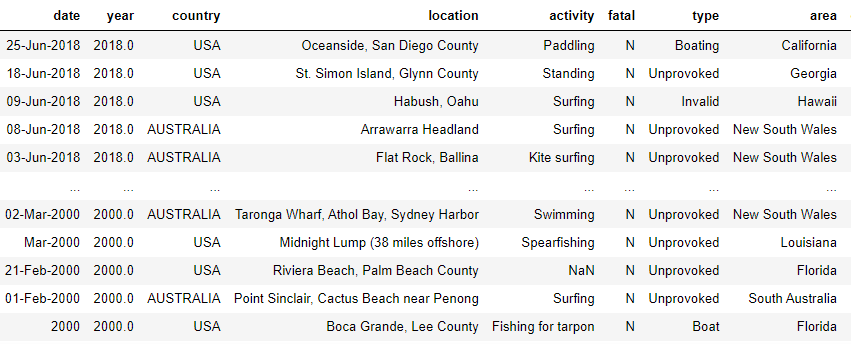 date year country location activity fatal type area
25-Jun-2018 2018.0 USA Oceanside, San Diego County Paddling N Boating California
18-Jun-2018 2018.0 USA St. Simon Island, Glynn County Standing N Unprovoked Georgia
09-Jun-2018 2018.0 USA Habush, Oahu Surfing N Invalid Hawaii
08-Jun-2018 2018.0 AUSTRALIA Arrawarra Headland Surfing N Unprovoked New South Wales
03-Jun-2018 2018.0 AUSTRALIA Flat Rock, Ballina Kite surfing N Unprovoked New South Wales
... ... ... ... ... ... ... ...
02-Mar-2000 2000.0 AUSTRALIA Taronga Wharf, Athol Bay, Sydney Harbor Swimming N Unprovoked New South Wales
Mar-2000 2000.0 USA Midnight Lump (38 miles offshore) Spearfishing N Unprovoked Louisiana
21-Feb-2000 2000.0 USA Riviera Beach, Palm Beach County NaN N Unprovoked Florida
01-Feb-2000 2000.0 AUSTRALIA Point Sinclair, Cactus Beach near Penong Surfing N Unprovoked South Australia
2000 2000.0 USA Boca Grande, Lee County Fishing for tarpon N Boat Florida